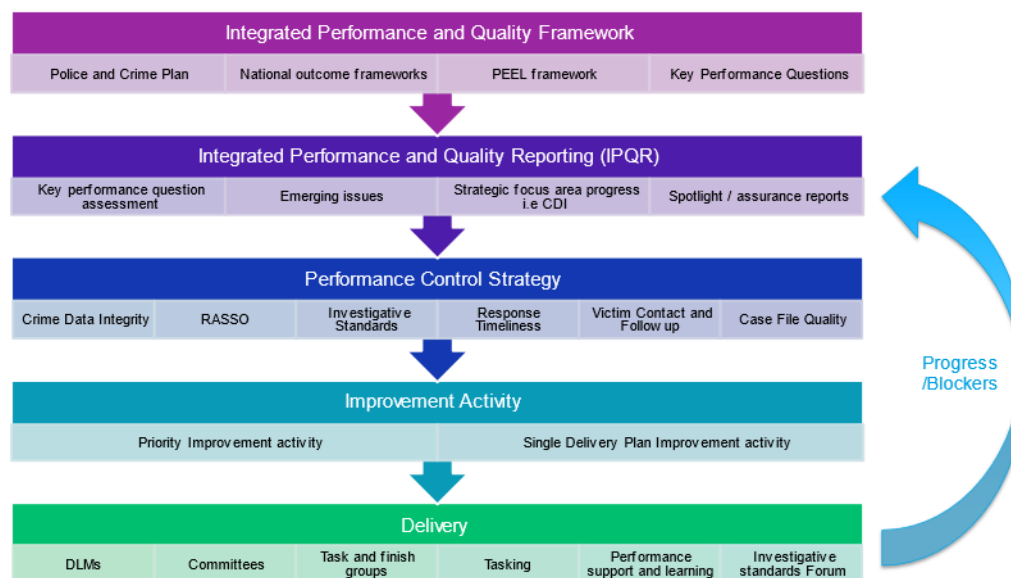 Integrated Performance and Quality Framework
Police and Crime Plan
National outcome frameworks
PEEL framework
Key Performance Questions
Integrated Performance and Quality Reporting (IPQR)
Key performance question
assessment
Emerging issues
Strategic focus area progress
i.e CDI
Spotlight / assurance reports
Performance Control Strategy
Crime Data Integrity
RASSO
Investigative
Standards
Response
Timeliness
Victim Contact and
Follow up
Case File Quality
Progress
/Blockers
Improvement Activity
Priority Improvement activity
Single Delivery Plan Improvement activity
Delivery
DLMs
Committees
Task and finish
groups
Tasking
Performance
support and learning
Investigative
standards Forum